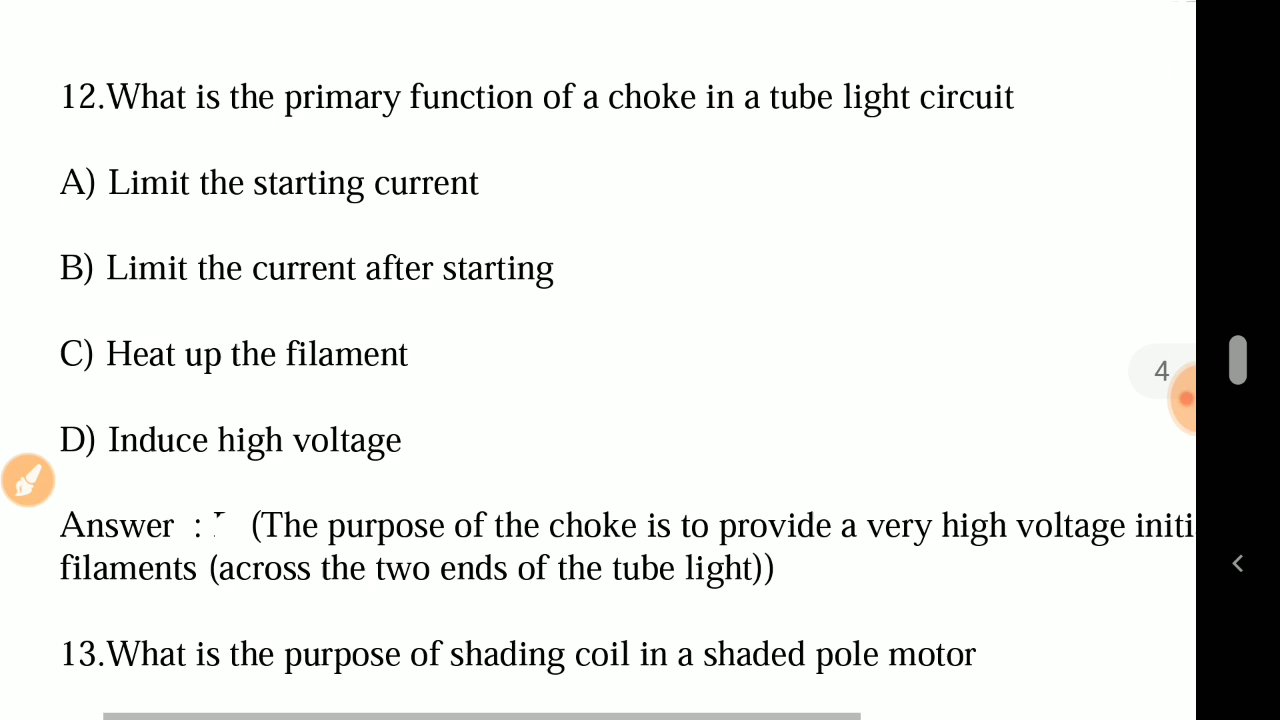 12.What is the primary function of a choke in a tube light circuit
A) Limit the starting current
B) Limit the current after starting
C) Heat up the filament
4
D) Induce high voltage
Answer : (The purpose of the choke is to provide a very high voltage
filaments (across the two ends of the tube light))
13.What is the purpose of shading coil in a shaded pole motor